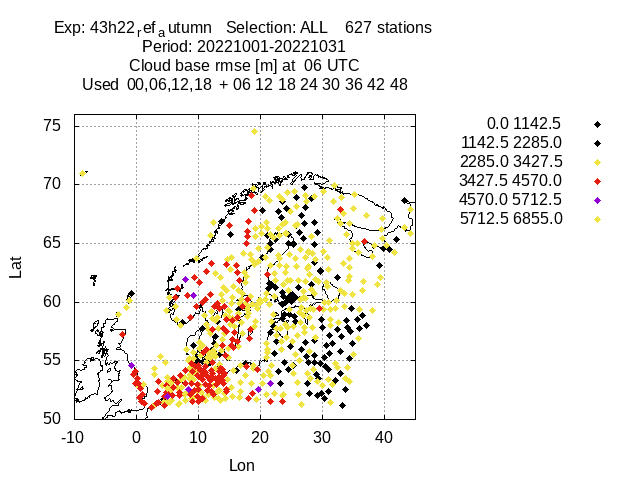 Exp: 43h22ref autumn Selection: ALL 627 stations
Period: 20221001-20221031
Cloud base rmse [m] at 06 UTC
Used 00,06,12,18 + 06 12 18 24 30 36 42 48
0.0 1142.5
1142.5 2285.0
2285.0 3427.5
3427.5 4570.0
4570.0 5712.5
5712.5 6855.0
75
70
65
60
55
50
Lat
-10 0 10 20 30 40
Lon